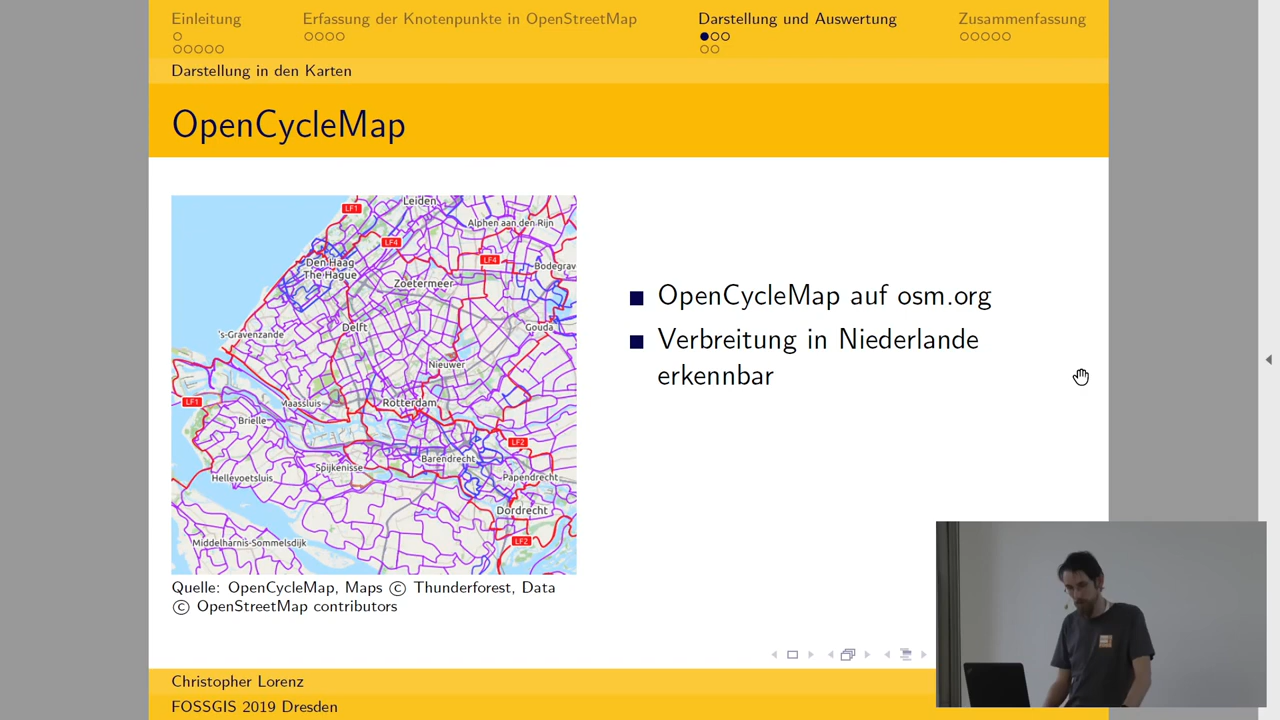 Einleitung
Erfassung der Knotenpunkte in OpenStreetMap
Darstellung und Auswertung
Zusammenfassung
Darstellung in den Karten
OpenCycleMap
Leiden
LF1
Alphen aan den Rijn
LF4
LF4
Den Haag
The Hague
Bodegrav
Zoetermeer
's-Gravenzande
Delft
Gouda
Nieuwer
LF1
Maassluis
Rotterdam
Brielle
LF2
Barendrecht
Spijkenisse
Hellevoetsluis
Papendrecht
Dordrecht
LF2
Middelharnis-Sommelsdijk
OpenCycleMap auf osm.org
Verbreitung in Niederlande
erkennbar
Quelle: OpenCycleMap, Maps © Thunderforest, Data
© OpenStreetMap contributors
Christopher Lorenz
FOSSGIS 2019 Dresden